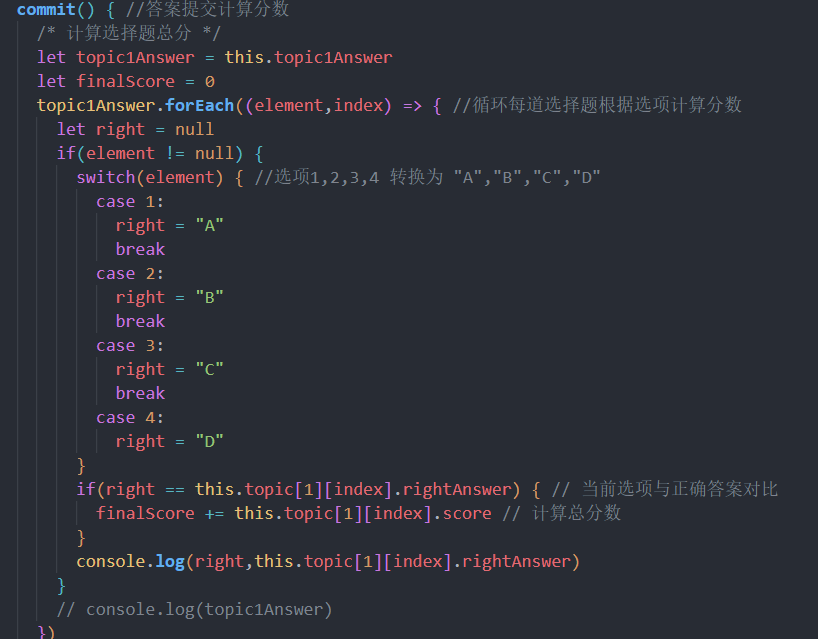 commit() { //答案提交计算分数
/* 计算选择题总分 */
let topic1Answer = this.topic1Answer
let finalScore = 0
topic1Answer.forEach((element,index) => { //循环每道选择题根据选项计算分数
let right = null
if(element != null) {
switch(element) { //选项1,2,3,4 转换为 "A","B","C","D"
case 1:
right = "A"
break
case 2:
right = "B"
break
case 3:
right = "C"
break
case 4:
right = "D"
}
if(right == this.topic[1][index].rightAnswer) { // 当前选项与正确答案对比
finalScore += this.topic[1][index].score // 计算总分数
}
console.log(right,this.topic[1][index].rightAnswer)
}
// console.log(topic1Answer)
})